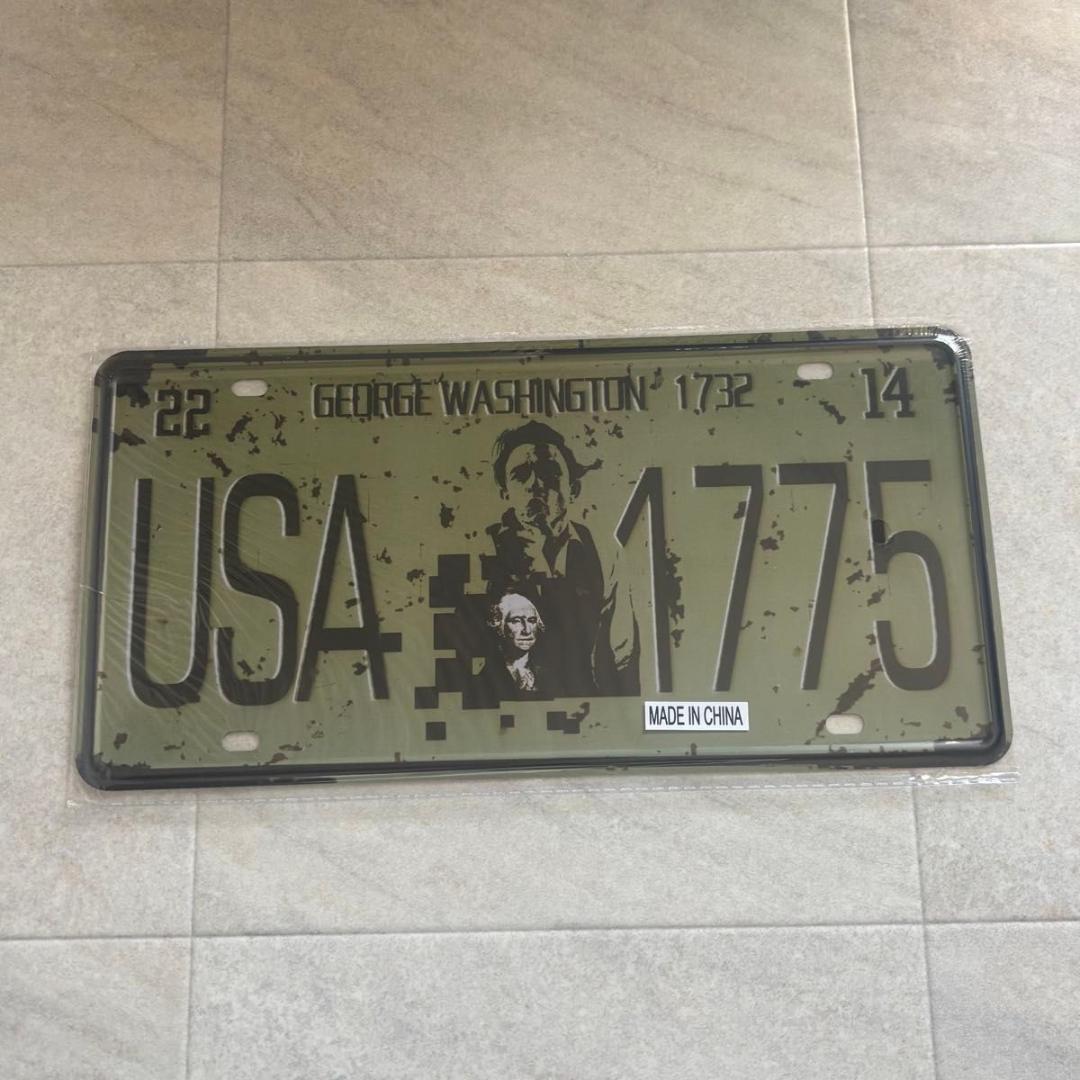 22 GEORGE WASHINGTON 1732 14
USA 1775
MADE IN CHINA